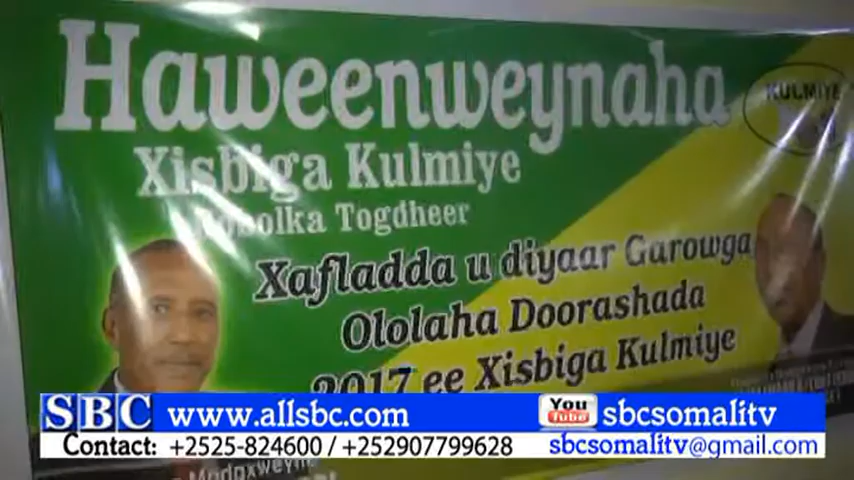 Haweenweynaha
KULMIYE
Xisbiga Kulmiye
Gobolka Togdheer
Xafladda u diyaar Garowga
Ololaha Doorashada
2017 ee Xisbiga Kulmiye
SBC www.allsbc.com You Tube sbcsomalitv
Contact: +2525-824600 / +252907799628 sbcsomalitv@gmail.com